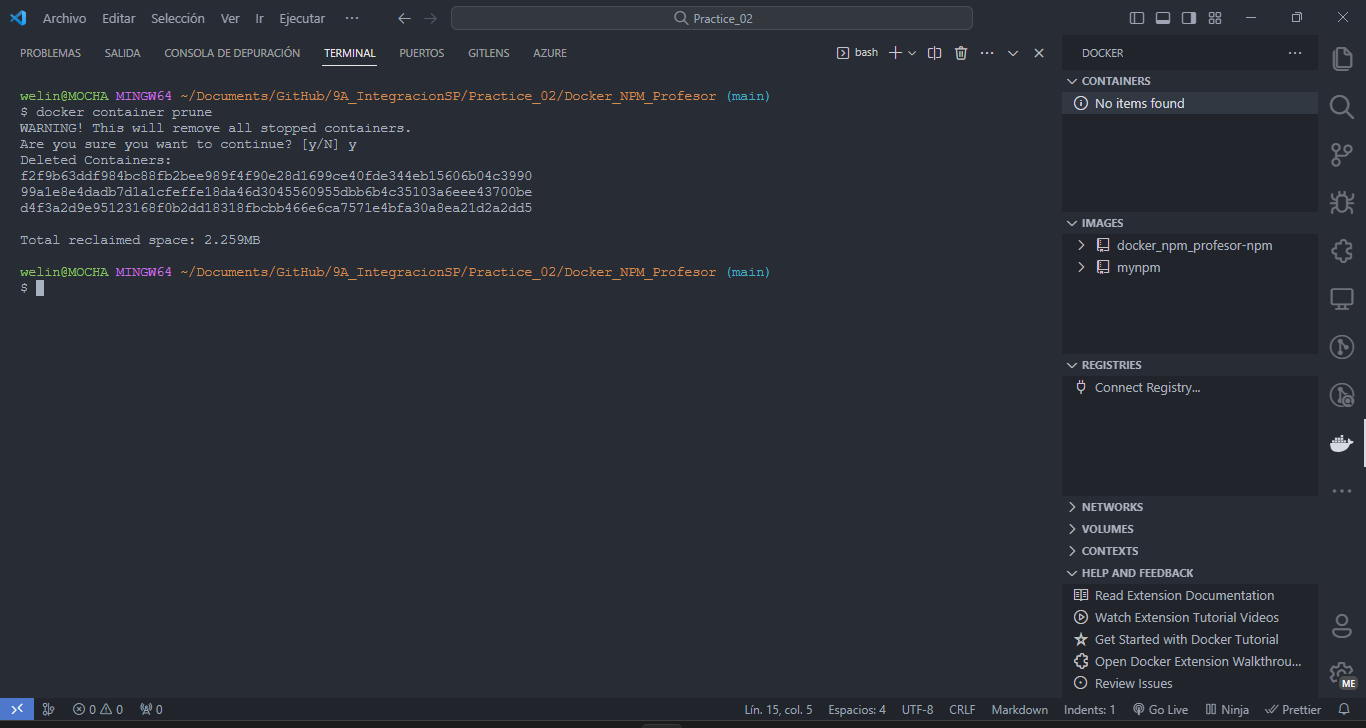 Archivo Editar Selección Ver Ir Ejecutar ··· Practice_02
PROBLEMAS SALIDA CONSOLA DE DEPURACIÓN TERMINAL PUERTOS GITLENS AZURE bash
welin@MOCHA MINGW64 ~/Documents/GitHub/9A_IntegracionSP/Practice_02/Docker_NPM_Profesor (main)
$ docker container prune
WARNING! This will remove all stopped containers.
Are you sure you want to continue? [y/N] y
Deleted Containers:
f2f9b63ddf984bc88fb2bee989f4f90e28d1699ce40fde344eb15606b04c3990
99a1e8e4dadb7d1a1cfeffe18da46d3045560955dbb6b4c35103a6eee43700be
d4f3a2d9e95123168f0b2dd18318fbcbb466e6ca7571e4bfa30a8ea21d2a2dd5
Total reclaimed space: 2.259MB
welin@MOCHA MINGW64 ~/Documents/GitHub/9A_IntegracionSP/Practice_02/Docker_NPM_Profesor (main)
$
DOCKER
CONTAINERS
No items found
IMAGES
docker_npm_profesor-npm
mynpm
REGISTRIES
Connect Registry...
NETWORKS
VOLUMES
CONTEXTS
HELP AND FEEDBACK
Read Extension Documentation
Watch Extension Tutorial Videos
Get Started with Docker Tutorial
Open Docker Extension Walkthrou...
Review Issues
ME
0 0 0 Lín. 15, col. 5 Espacios: 4 UTF-8 CRLF Markdown Indents: 1 Go Live Ninja Prettier